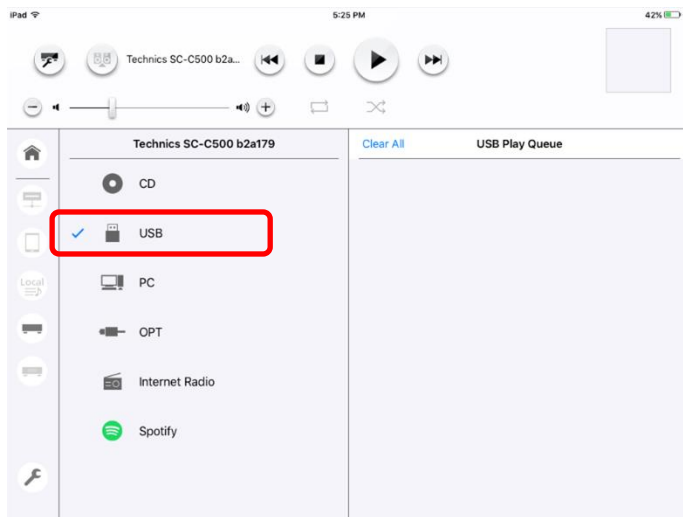 iPad 5:25 PM 42%
Technics SC-C500 b2a...
Technics SC-C500 b2a179
Clear All USB Play Queue
CD
USB
Local
PC
OPT
Internet Radio
Spotify